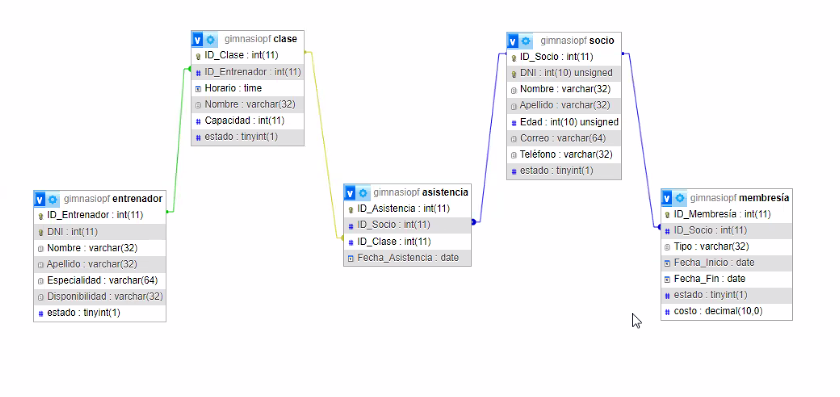 gimnasiopf clase
ID_Clase : int(11)
ID_Entrenador : int(11)
Horario : time
Nombre : varchar(32)
Capacidad : int(11)
estado : tinyint(1)
gimnasiopf socio
ID_Socio : int(11)
DNI : int(10) unsigned
Nombre : varchar(32)
Apellido : varchar(32)
Edad : int(10) unsigned
Correo : varchar(64)
Teléfono : varchar(32)
estado : tinyint(1)
gimnasiopf entrenador
ID_Entrenador : int(11)
DNI : int(11)
Nombre : varchar(32)
Apellido : varchar(32)
Especialidad : varchar(64)
Disponibilidad : varchar(32)
estado : tinyint(1)
gimnasiopf asistencia
ID_Asistencia : int(11)
ID_Socio : int(11)
ID_Clase : int(11)
Fecha_Asistencia : date
gimnasiopf membresía
ID_Membresía : int(11)
ID_Socio : int(11)
Tipo : varchar(32)
Fecha_Inicio : date
Fecha_Fin : date
estado : tinyint(1)
costo : decimal(10,0)